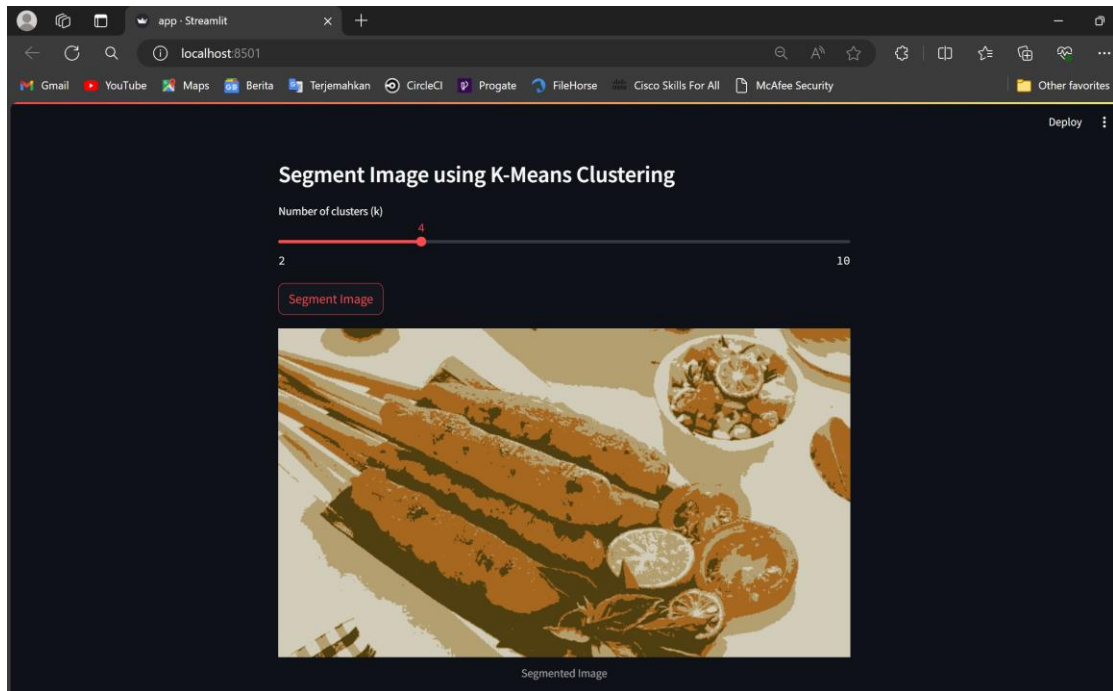 app · Streamlit
localhost:8501
Gmail YouTube Maps Berita Terjemahkan CircleCI Progate FileHorse Cisco Skills For All McAfee Security Other favorites
Deploy
Segment Image using K-Means Clustering
Number of clusters (k)
4
2 10
Segment Image
Segmented Image